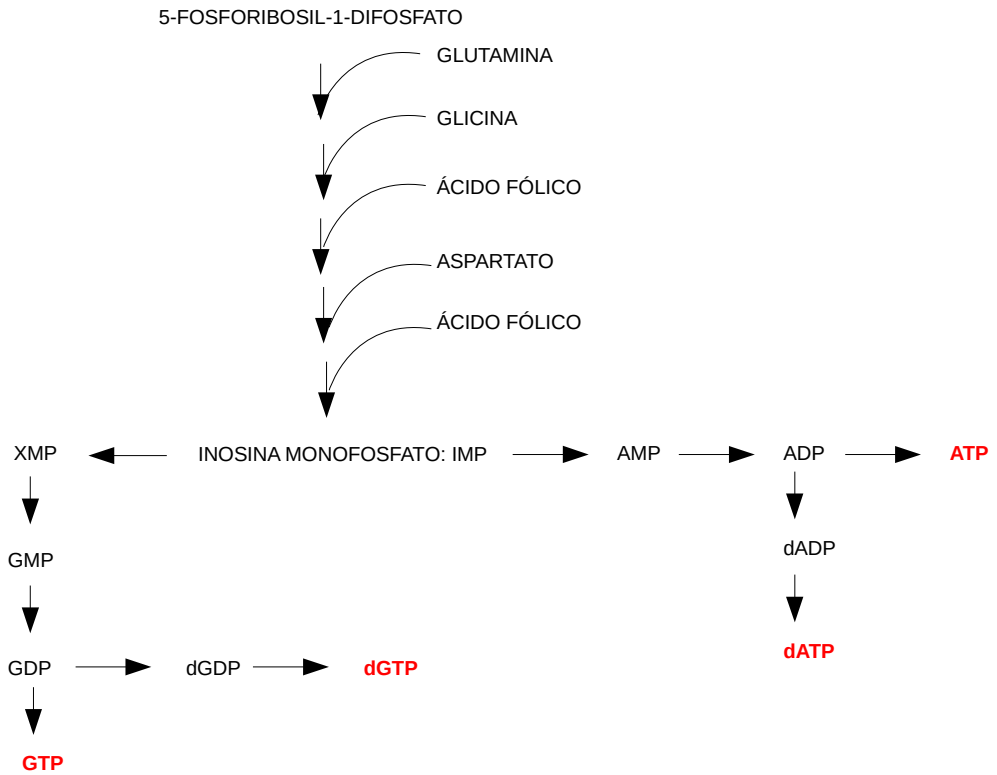 5-FOSFORIBOSIL-1-DIFOSFATO
GLUTAMINA
GLICINA
ÁCIDO FÓLICO
ASPARTATO
ÁCIDO FÓLICO
XMP INOSINA MONOFOSFATO: IMP AMP ADP ATP
GMP dADP
dATP
GDP dGDP dGTP
GTP